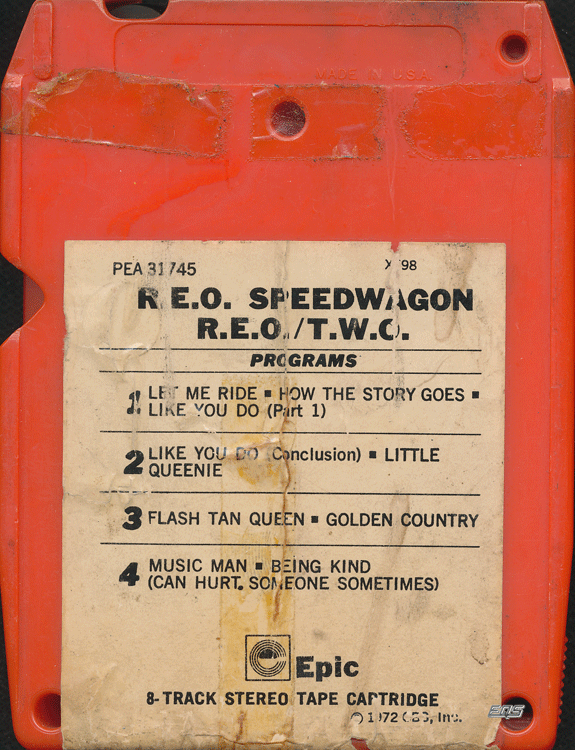 MADE IN U.S.A.
PEA 31745
X 98
R.E.O. SPEEDWAGON
R.E.O./T.W.O.
PROGRAMS
1 LET ME RIDE ▪ HOW THE STORY GOES ▪
LIKE YOU DO (Part 1)
2 LIKE YOU DO (Conclusion) ▪ LITTLE
QUEENIE
3 FLASH TAN QUEEN ▪ GOLDEN COUNTRY
4 MUSIC MAN ▪ BEING KIND
(CAN HURT SOMEONE SOMETIMES)
Epic
8-TRACK STEREO TAPE CARTRIDGE
© 1972 CBS, Inc.